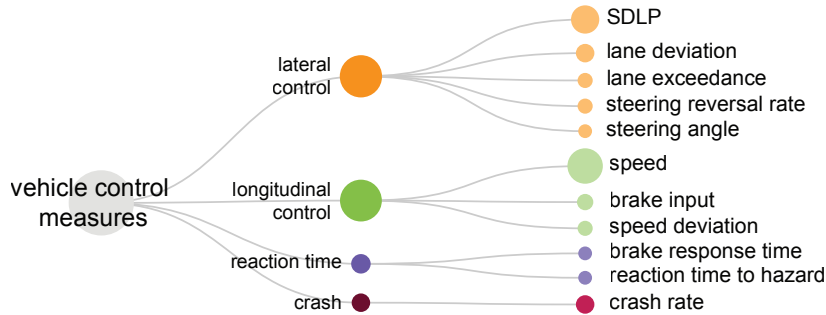 vehicle control
measures
lateral
control
longitudinal
control
reaction time
crash
SDLP
lane deviation
lane exceedance
steering reversal rate
steering angle
speed
brake input
speed deviation
brake response time
reaction time to hazard
crash rate